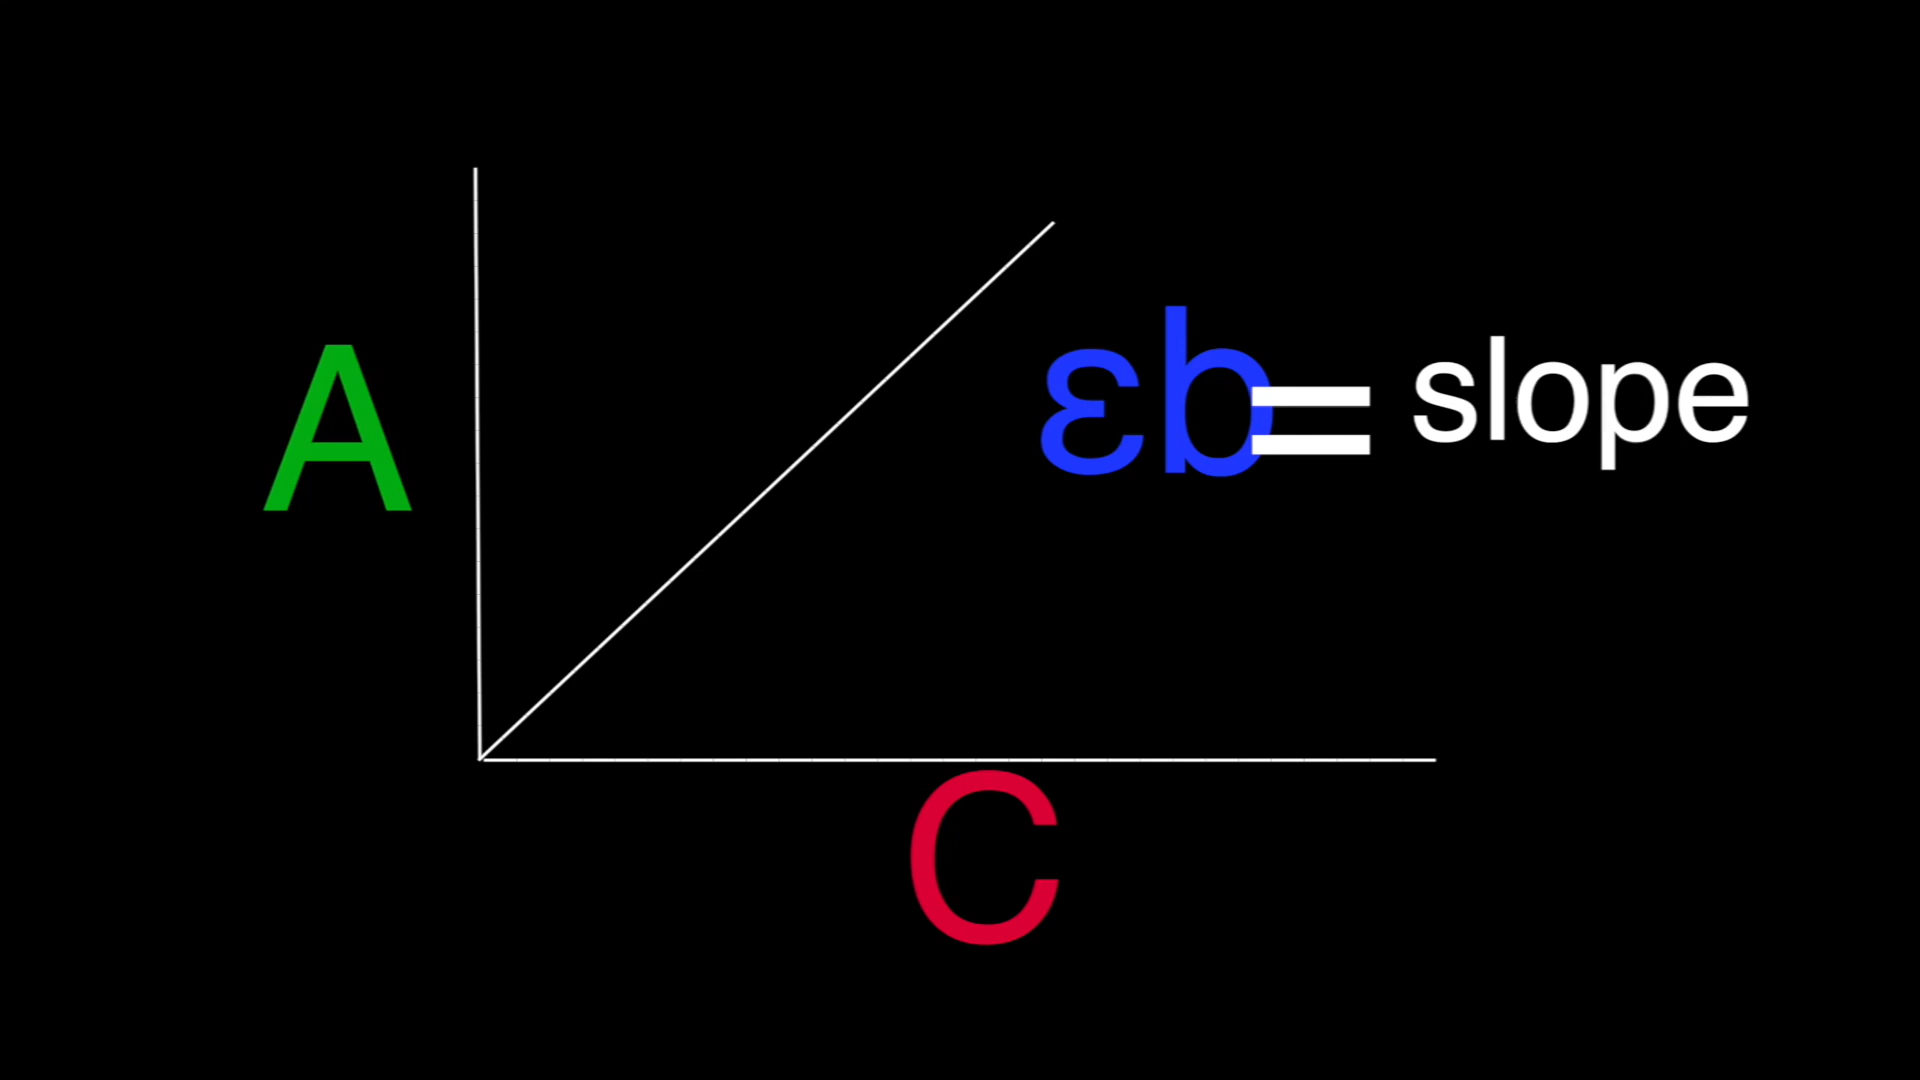 A
εb = slope
C